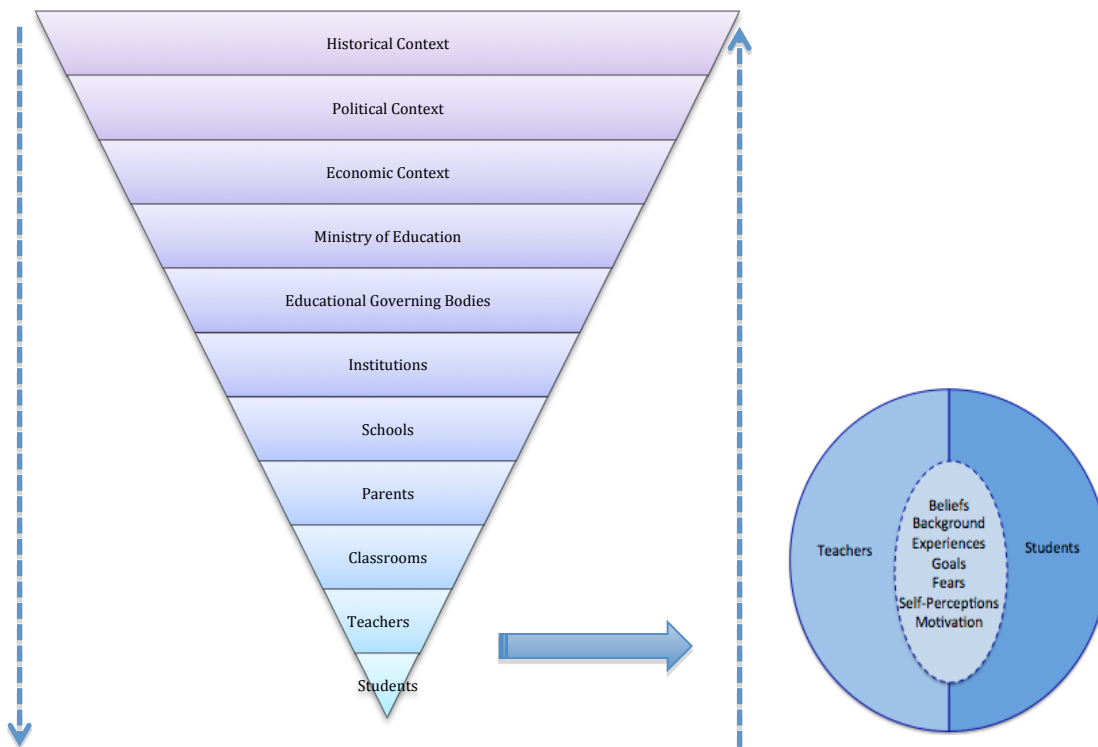 Historical Context
Political Context
Economic Context
Ministry of Education
Educational Governing Bodies
Institutions
Schools
Parents
Classrooms
Teachers
Students
Teachers
Beliefs
Background
Experiences
Goals
Fears
Self-Perceptions
Motivation
Students